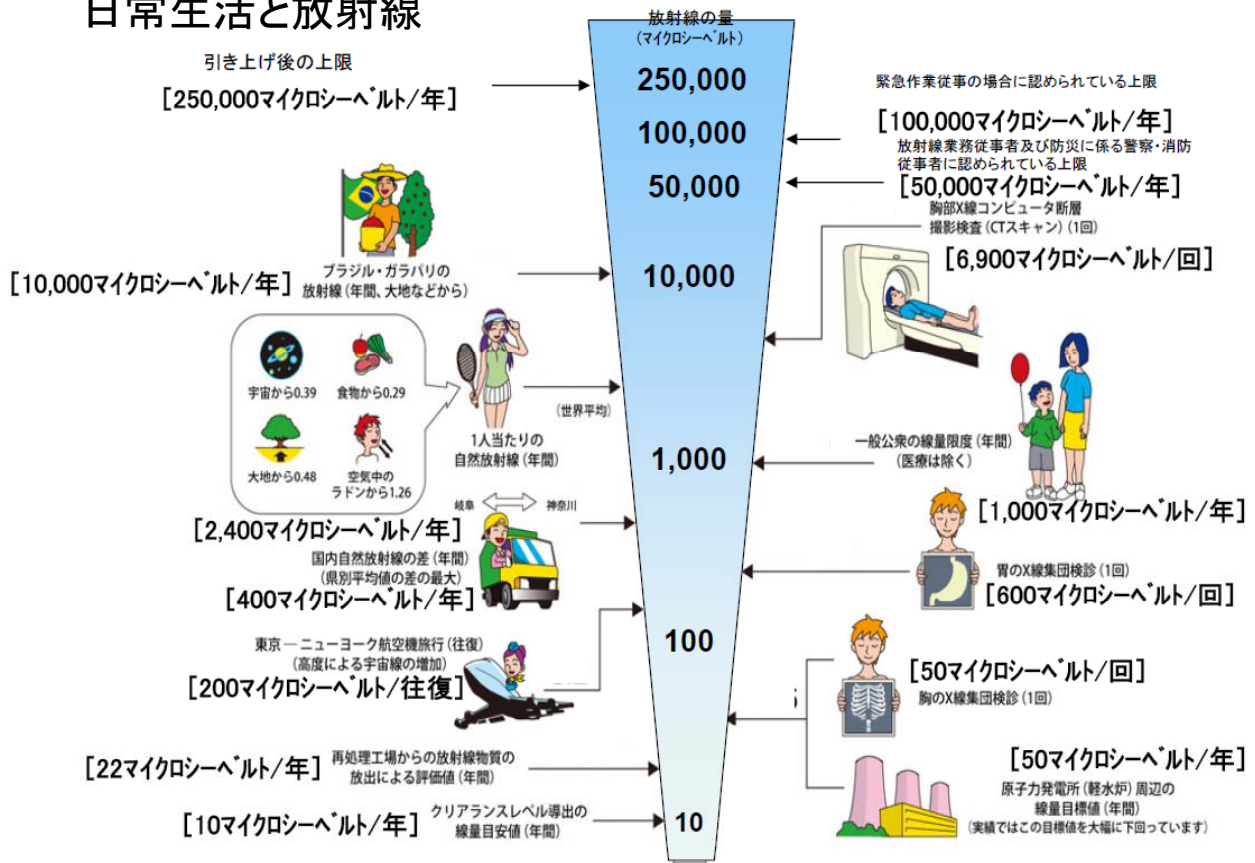 日常生活と放射線
放射線の量
(マイクロシーベルト)
引き上げ後の上限
[250,000マイクロシーベルト/年]
250,000
緊急作業従事の場合に認められている上限
[100,000マイクロシーベルト/年]
100,000
放射線業務従事者及び防災に係る警察・消防
従事者に認められている上限
[50,000マイクロシーベルト/年]
50,000
胸部X線コンピュータ断層
撮影検査(CTスキャン)(1回)
[6,900マイクロシーベルト/回]
ブラジル・ガラパリの
放射線(年間、大地などから)
[10,000マイクロシーベルト/年]
10,000
宇宙から0.39
食物から0.29
大地から0.48
空気中の
ラドンから1.26
1人当たりの
自然放射線(年間)
(世界平均)
[2,400マイクロシーベルト/年]
1,000
一般公衆の線量限度(年間)
(医療は除く)
[1,000マイクロシーベルト/年]
岐阜
神奈川
国内自然放射線の差(年間)
(県別平均値の差の最大)
[400マイクロシーベルト/年]
胃のX線集団検診(1回)
[600マイクロシーベルト/回]
東京―ニューヨーク航空機旅行(往復)
(高度による宇宙線の増加)
[200マイクロシーベルト/往復]
100
[50マイクロシーベルト/回]
胸のX線集団検診(1回)
[22マイクロシーベルト/年]
再処理工場からの放射線物質の
放出による評価値(年間)
[50マイクロシーベルト/年]
原子力発電所(軽水炉)周辺の
線量目標値(年間)
(実績ではこの目標値を大幅に下回っています)
[10マイクロシーベルト/年]
クリアランスレベル導出の
線量目安値(年間)
10